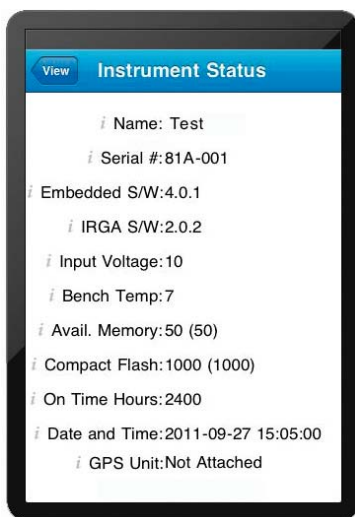 View
Instrument Status
i Name: Test
i Serial #:81A-001
i Embedded S/W:4.0.1
i IRGA S/W:2.0.2
i Input Voltage:10
i Bench Temp:7
i Avail. Memory:50 (50)
i Compact Flash:1000 (1000)
i On Time Hours:2400
i Date and Time:2011-09-27 15:05:00
i GPS Unit:Not Attached